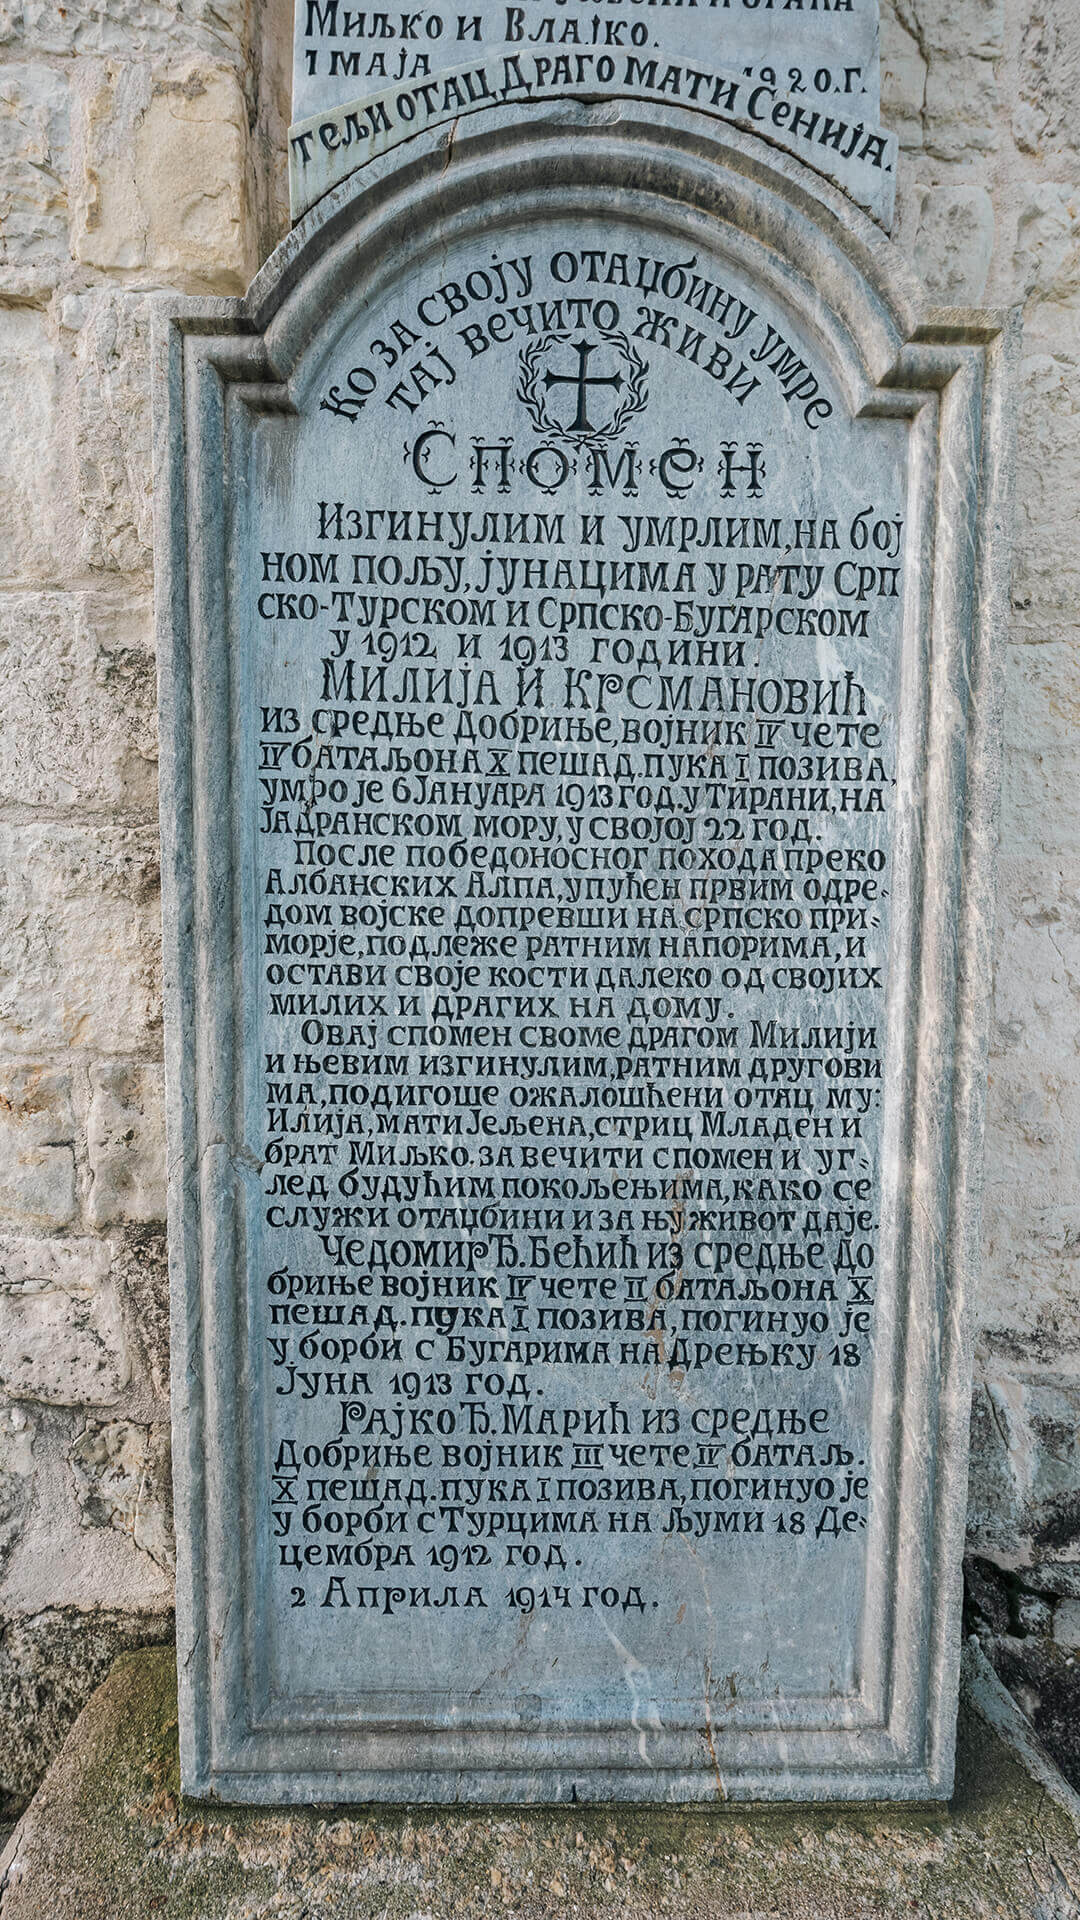 Миљко и Влајко.
1 маја 1920.г.
тељи отац Драго мати Сенија.
Ко за своју отаџбину умре
тај вечито живи
Спомен
Изгинулим и умрлим, на бој
ном пољу, јунацима у рату Срп
ско-Турском и Српско-Бугарском
у 1912 и 1913 години.
Милија И. Крсмановић
из средње Добриње, војник IV чете
IV батаљона X пешад. пука I позива,
умро је 6 Јануара 1913 год. у Тирани, на
Јадранском мору, у својој 22 год.
После победоносног похода преко
Албанских Алпа, упућен првим одре-
дом војске допревши на српско при-
морје, подлеже ратним напорима, и
остави своје кости далеко од својих
милих и драгих на дому.
Овај спомен своме драгом Милији
и њевим изгинулим, ратним другови
ма, подигоше ожалошћени отац му:
Илија, мати Јељена, стриц Младен и
брат Миљко. за вечити спомен и уг-
лед будућим покољењима, како се
служи отаџбини и за њу живот даје.
Чедомир Ђ. Бећић из средње До
бриње војник IV чете II батаљона X
пешад. пука I позива, погинуо је
у борби с Бугарима на Дрењку 18
Јуна 1913 год.
Рајко Ђ. Марић из средње
Добриње војник III чете IV батаљ.
X пешад. пука I позива, погинуо је
у борби с Турцима на Љуми 18 Де-
цембра 1912 год.
2 Априла 1914 год.